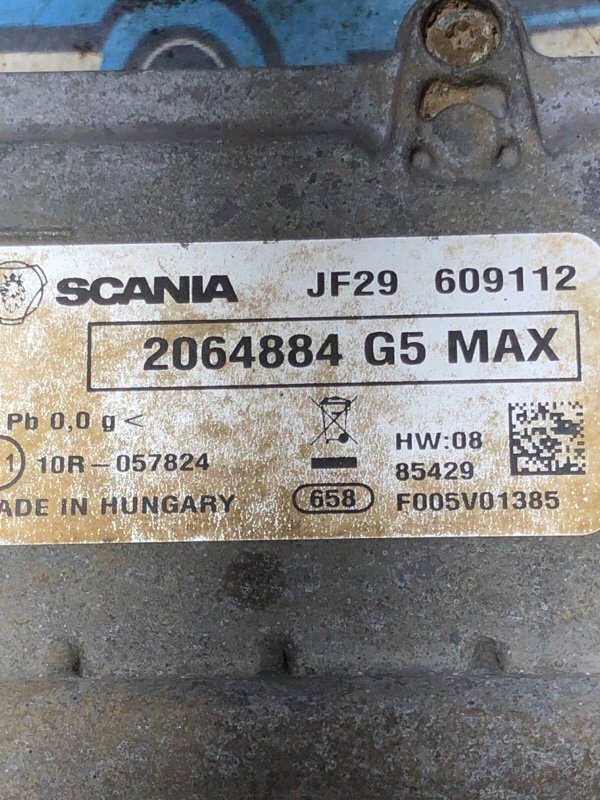 SCANIA JF29 609112
2064884 G5 MAX
Pb 0,0 g<
HW:08
1 10R-057824
85429
ADE IN HUNGARY
658
F005V01385